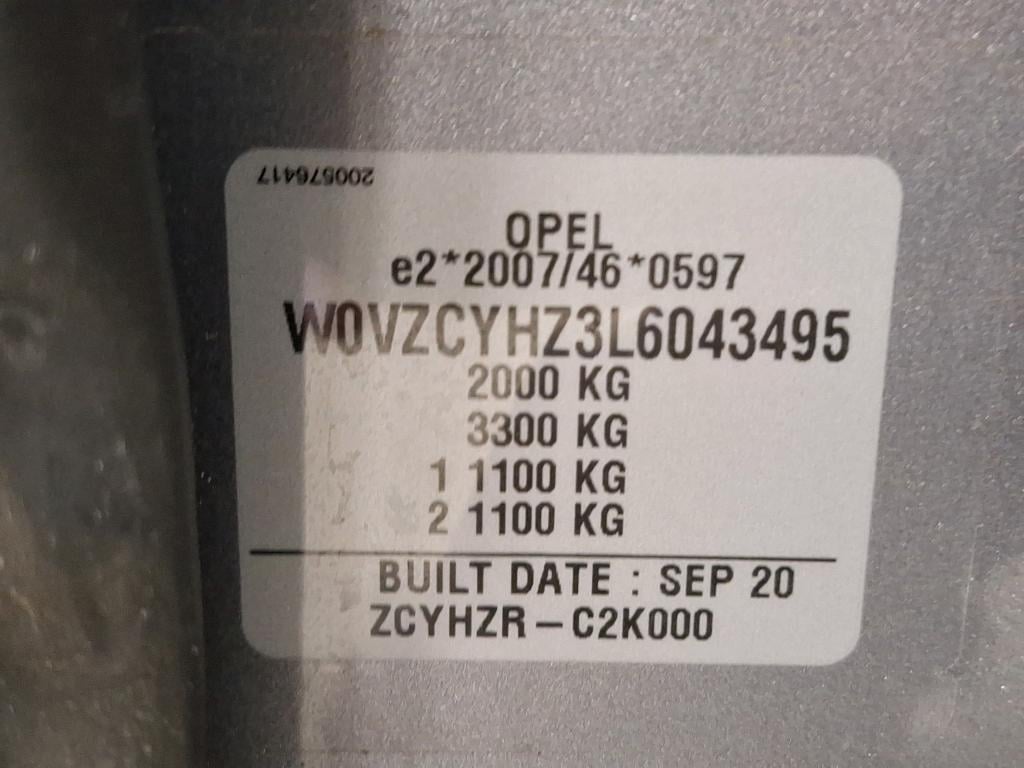 200576417
OPEL
e2*2007/46*0597
W0VZCYHZ3L6043495
2000 KG
3300 KG
1 1100 KG
2 1100 KG
BUILT DATE : SEP 20
ZCYHZR-C2K000